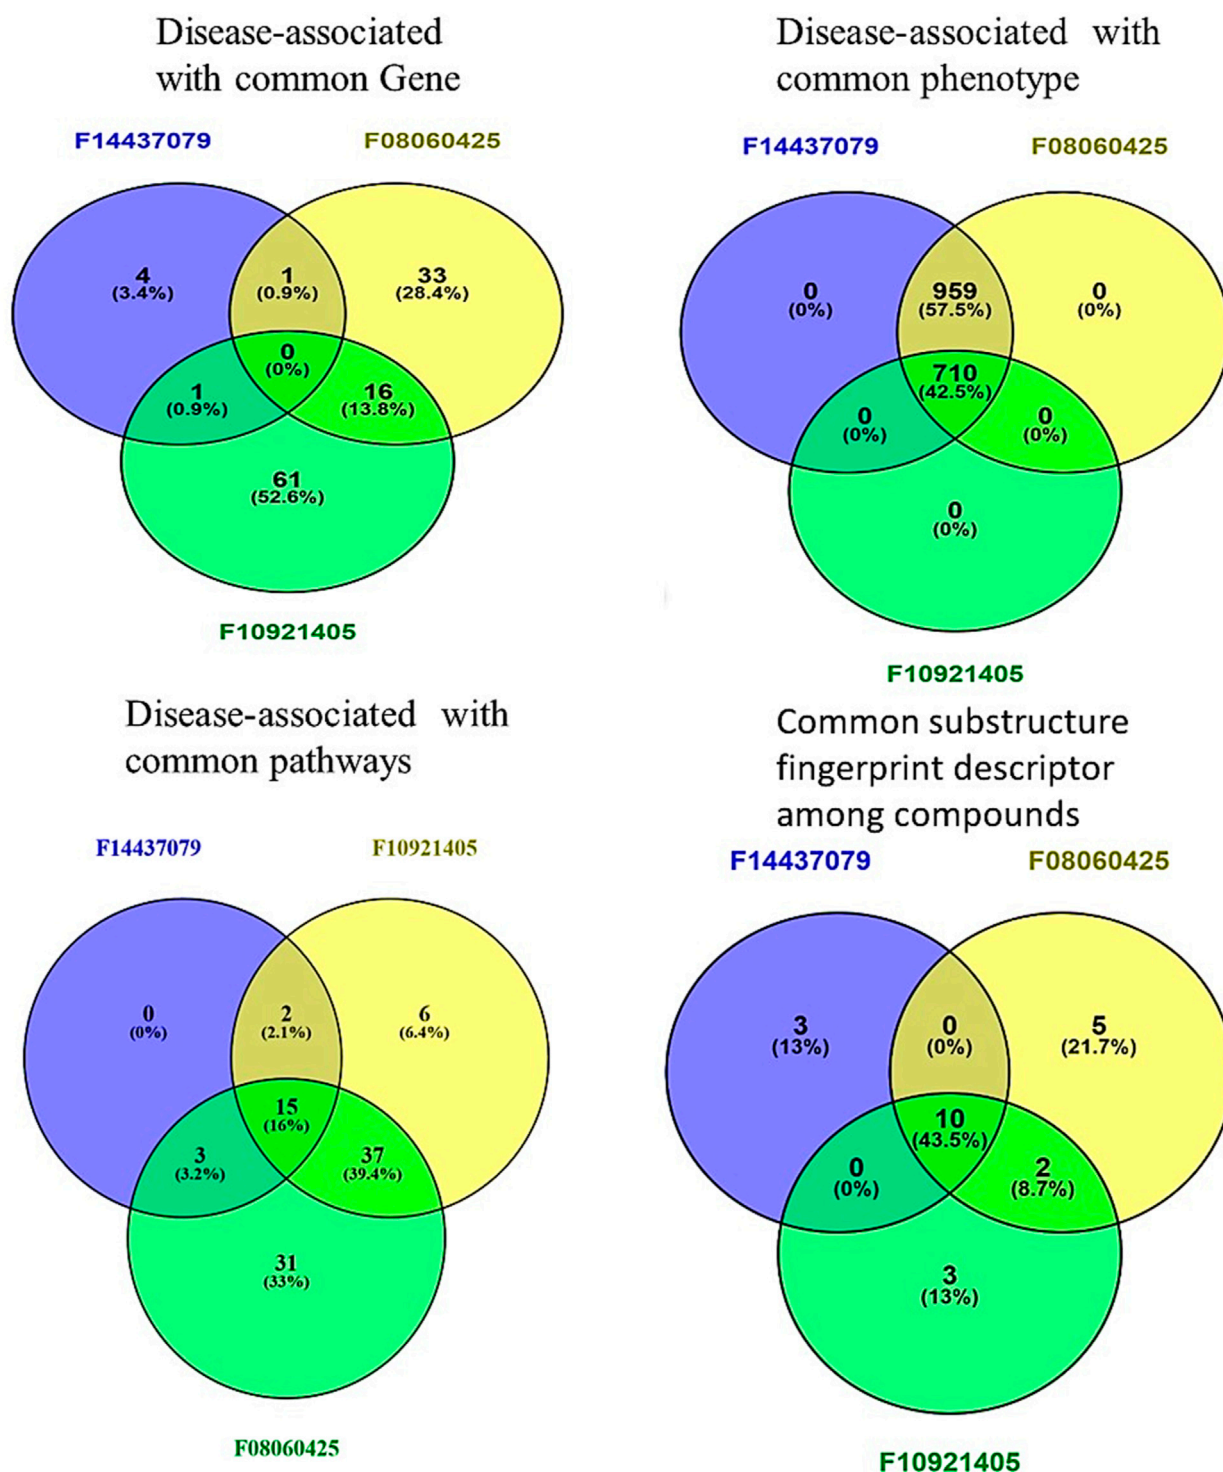 Disease-associated
with common Gene
F14437079
F08060425
4
(3.4%)
1
(0.9%)
33
(28.4%)
0
(0%)
1
(0.9%)
16
(13.8%)
61
(52.6%)
F10921405
Disease-associated with
common phenotype
F14437079
F08060425
0
(0%)
959
(57.5%)
0
(0%)
710
(42.5%)
0
(0%)
0
(0%)
0
(0%)
F10921405
Disease-associated with
common pathways
F14437079
F10921405
0
(0%)
2
(2.1%)
6
(6.4%)
15
(16%)
3
(3.2%)
37
(39.4%)
31
(33%)
F08060425
Common substructure
fingerprint descriptor
among compounds
F14437079
F08060425
3
(13%)
0
(0%)
5
(21.7%)
10
(43.5%)
0
(0%)
2
(8.7%)
3
(13%)
F10921405